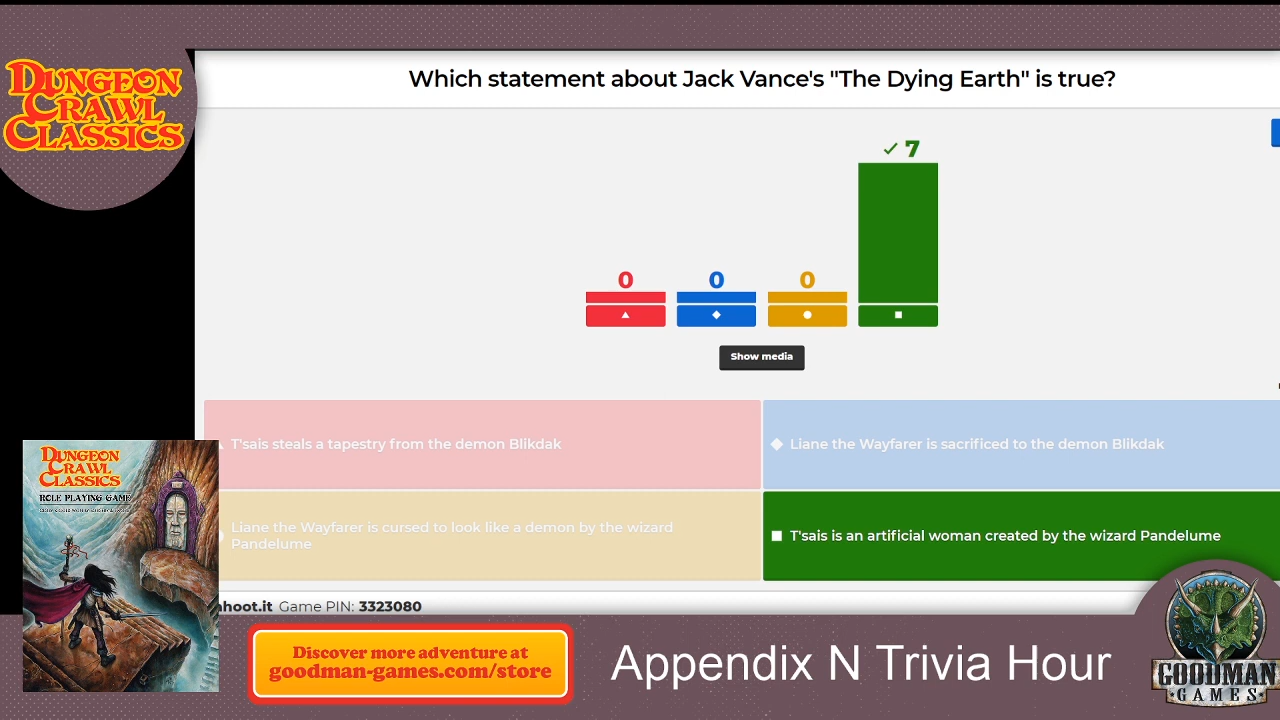 Which statement about Jack Vance's "The Dying Earth" is true?
DUNGEON
CRAWL
CLASSICS
✓ 7
0
0
0
Show media
T'sais steals a tapestry from the demon Blikdak
Liane the Wayfarer is sacrificed to the demon Blikdak
Liane the Wayfarer is cursed to look like a demon by the wizard
Pandelume
T'sais is an artificial woman created by the wizard Pandelume
DUNGEON
CRAWL
CLASSICS
ROLE PLAYING GAME
ahoot.it Game PIN: 3323080
Discover more adventure at
goodman-games.com/store
Appendix N Trivia Hour
GOODMAN
GAMES